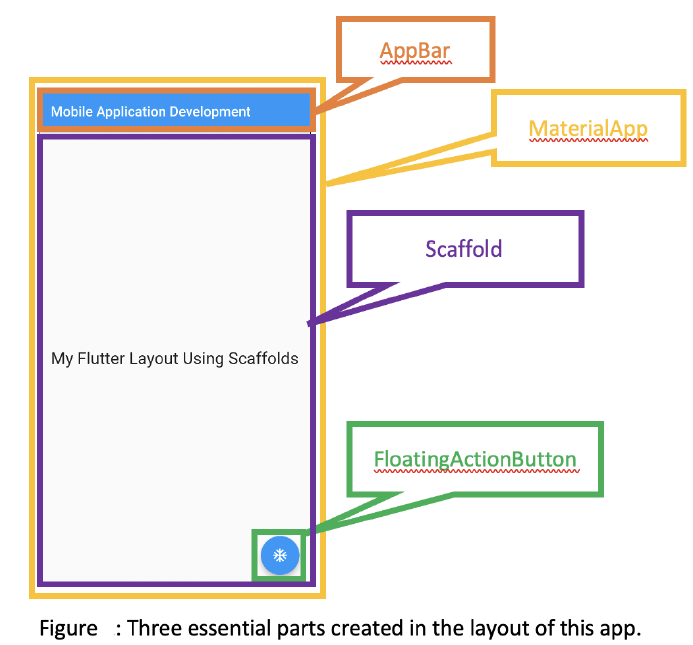 AppBar
Mobile Application Development
MaterialApp
Scaffold
My Flutter Layout Using Scaffolds
FloatingActionButton
Figure : Three essential parts created in the layout of this app.